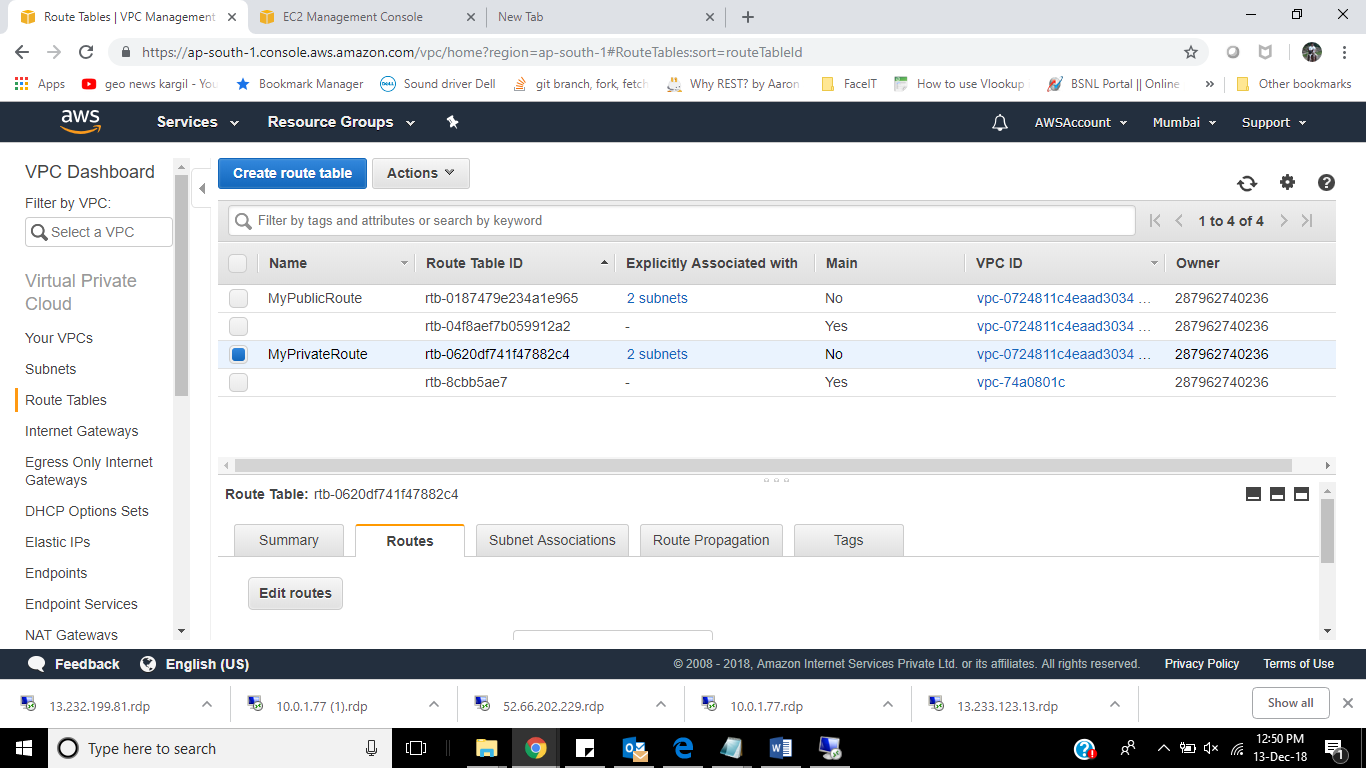 Route Tables | VPC Management
EC2 Management Console
New Tab
https://ap-south-1.console.aws.amazon.com/vpc/home?region=ap-south-1#RouteTables:sort=routeTableId
Apps
geo news kargil - You
Bookmark Manager
Sound driver Dell
git branch, fork, fetch
Why REST? by Aaron
FaceIT
How to use Vlookup
BSNL Portal || Online
»
Other bookmarks
aws
Services
Resource Groups
AWSAccount
Mumbai
Support
VPC Dashboard
Filter by VPC:
Select a VPC
Virtual Private
Cloud
Your VPCs
Subnets
Route Tables
Internet Gateways
Egress Only Internet
Gateways
DHCP Options Sets
Elastic IPs
Endpoints
Endpoint Services
NAT Gateways
Create route table
Actions
Filter by tags and attributes or search by keyword
1 to 4 of 4
Name Route Table ID Explicitly Associated with Main VPC ID Owner
MyPublicRoute rtb-0187479e234a1e965 2 subnets No vpc-0724811c4eaad3034 ... 287962740236
rtb-04f8aef7b059912a2 - Yes vpc-0724811c4eaad3034 ... 287962740236
MyPrivateRoute rtb-0620df741f47882c4 2 subnets No vpc-0724811c4eaad3034 ... 287962740236
rtb-8cbb5ae7 - Yes vpc-74a0801c 287962740236
Route Table: rtb-0620df741f47882c4
Summary
Routes
Subnet Associations
Route Propagation
Tags
Edit routes
Feedback
English (US)
© 2008 - 2018, Amazon Internet Services Private Ltd. or its affiliates. All rights reserved.
Privacy Policy
Terms of Use
13.232.199.81.rdp
10.0.1.77 (1).rdp
52.66.202.229.rdp
10.0.1.77.rdp
13.233.123.13.rdp
Show all
Type here to search
12:50 PM
13-Dec-18
1